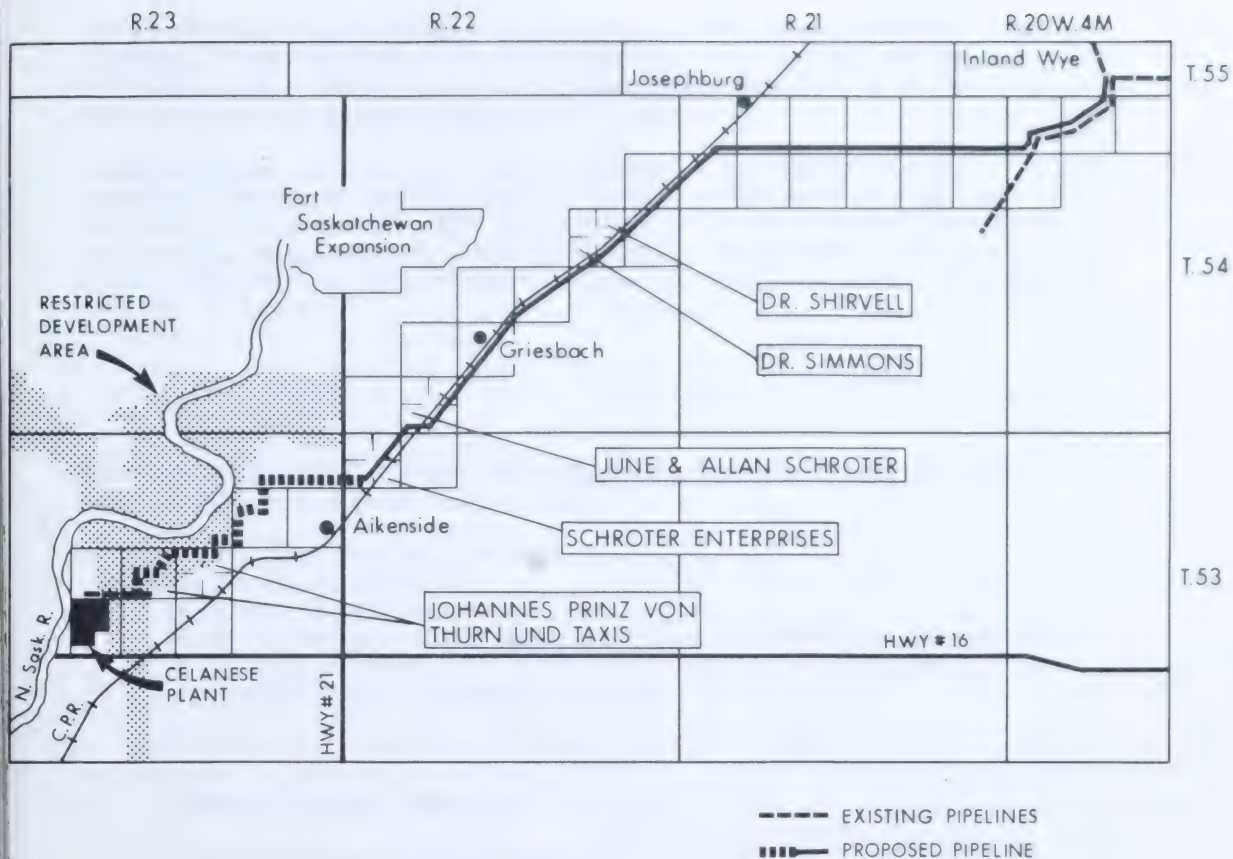 R.23
R.22
R 21
R.20W.4M
Inland Wye
T.55
Josephburg
Fort
Saskatchewan
Expansion
T.54
RESTRICTED
DEVELOPMENT
AREA
DR. SHIRVELL
DR. SIMMONS
Griesbach
JUNE & ALLAN SCHROTER
Aikenside
SCHROTER ENTERPRISES
T.53
JOHANNES PRINZ VON
THURN UND TAXIS
HWY # 16
N. Sask. R.
CELANESE
PLANT
C.P.R.
HWY # 21
EXISTING PIPELINES
PROPOSED PIPELINE